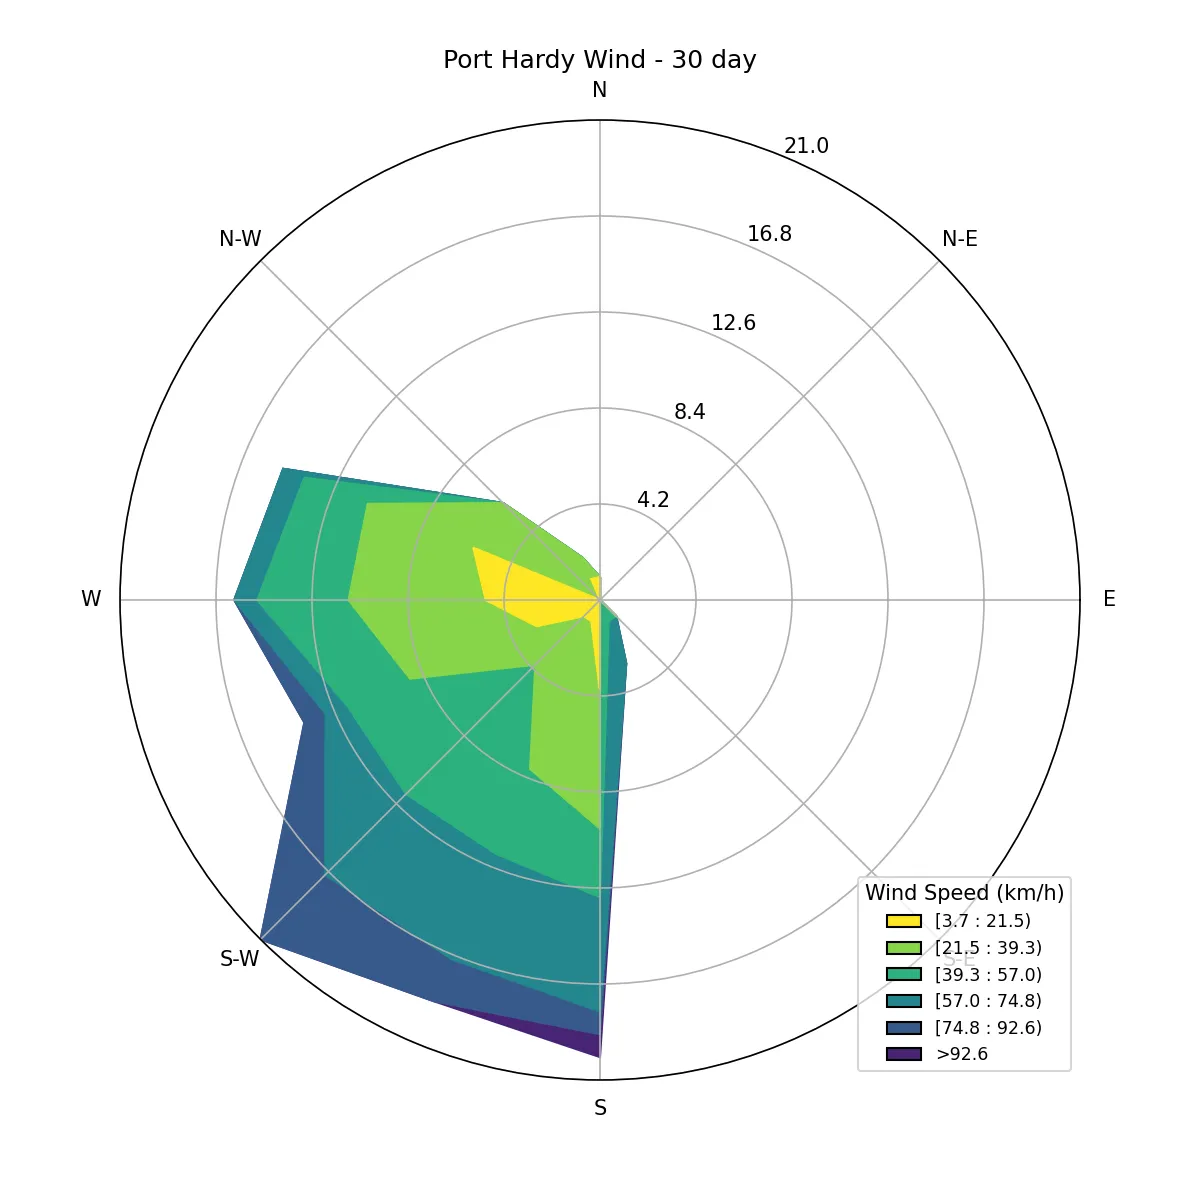 Port Hardy Wind - 30 day
N
21.0
16.8
N-W
N-E
12.6
8.4
4.2
W
E
Wind Speed (km/h)
[3.7 : 21.5)
[21.5 : 39.3)
S-W
S-E
[39.3 : 57.0)
[57.0 : 74.8)
[74.8 : 92.6)
>92.6
S